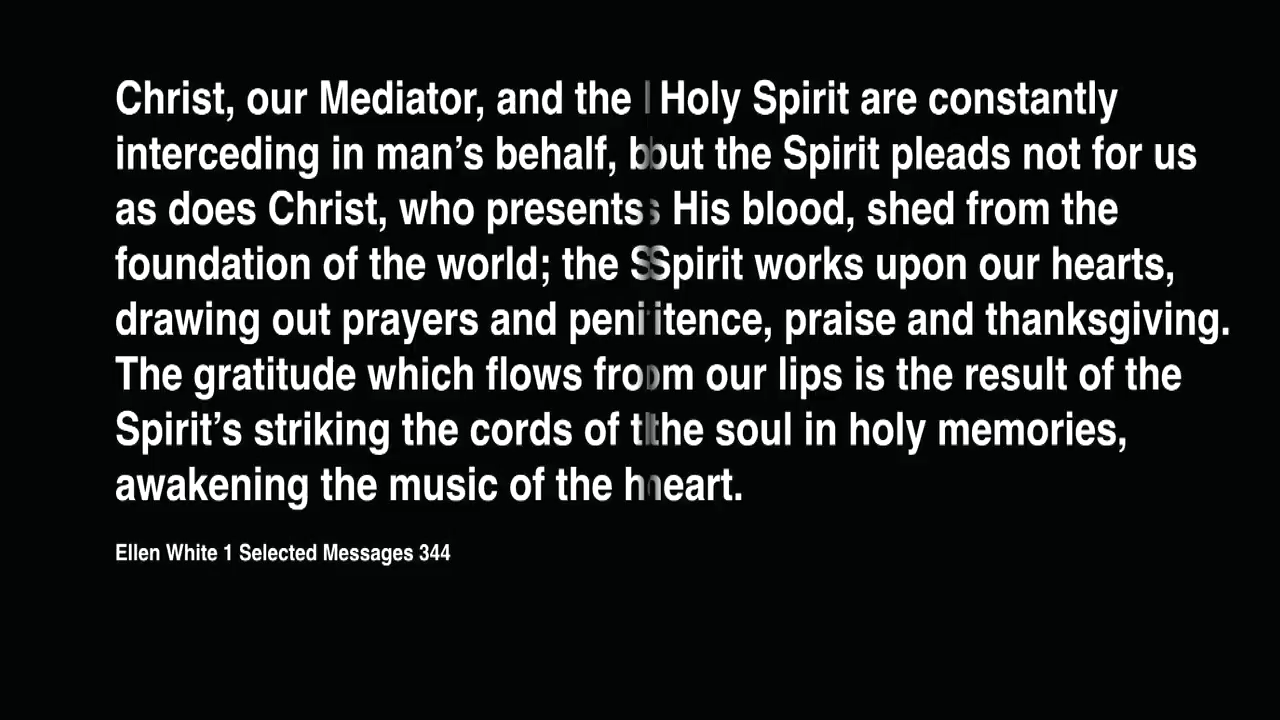 Christ, our Mediator, and the Holy Spirit are constantly
interceding in man’s behalf, but the Spirit pleads not for us
as does Christ, who presents His blood, shed from the
foundation of the world; the Spirit works upon our hearts,
drawing out prayers and penitence, praise and thanksgiving.
The gratitude which flows from our lips is the result of the
Spirit’s striking the cords of the soul in holy memories,
awakening the music of the heart.
Ellen White 1 Selected Messages 344